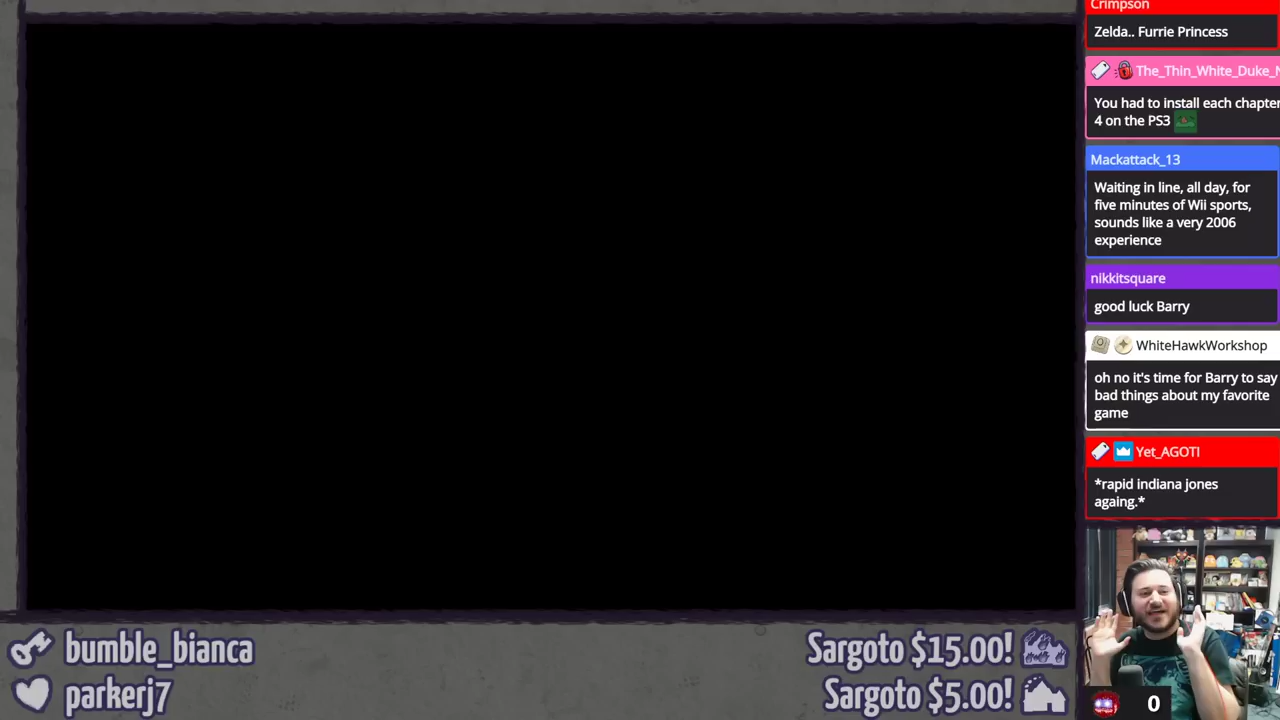 Crimpson
Zelda.. Furrie Princess
The_Thin_White_Duke_
You had to install each chapter
4 on the PS3
Mackattack_13
Waiting in line, all day, for
five minutes of Wii sports,
sounds like a very 2006
experience
nikkitsquare
good luck Barry
WhiteHawkWorkshop
oh no it's time for Barry to say
bad things about my favorite
game
Yet_AGOTI
*rapid indiana jones
againg.*
bumble_bianca
parkerj7
Sargoto $15.00!
Sargoto $5.00!
0